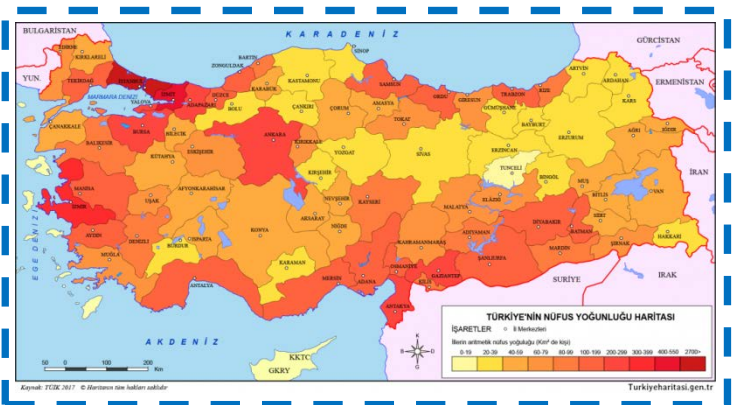 KARADENİZ
BULGARİSTAN
GÜRCİSTAN
YUN.
ERMENİSTAN
İRAN
IRAK
SURİYE
EGE DENİZİ
MARMARA DENİZİ
AKDENİZ
KKTC
GKRY
EDİRNE
KIRKLARELİ
TEKİRDAĞ
İSTANBUL
YALOVA
İZMİT
ADAPAZARI
DÜZCE
BOLU
ZONGULDAK
BARTIN
KARABÜK
KASTAMONU
SİNOP
ÇANKIRI
ÇORUM
SAMSUN
AMASYA
TOKAT
ORDU
GİRESUN
GÜMÜŞHANE
TRABZON
RİZE
ARTVİN
ARDAHAN
KARS
BAYBURT
ERZURUM
AĞRI
IĞDIR
ÇANAKKALE
BALIKESİR
BURSA
BİLECİK
ESKİŞEHİR
KÜTAHYA
ANKARA
KIRIKKALE
YOZGAT
SİVAS
ERZİNCAN
TUNCELİ
BİNGÖL
MUŞ
BİTLİS
VAN
MANİSA
İZMİR
UŞAK
AFYONKARAHİSAR
KIRŞEHİR
NEVŞEHİR
KAYSERİ
MALATYA
ELAZIĞ
DİYARBAKIR
BATMAN
SİİRT
ŞIRNAK
HAKKARİ
AYDIN
DENİZLİ
MUĞLA
BURDUR
ISPARTA
ANTALYA
KONYA
AKSARAY
NİĞDE
KARAMAN
MERSİN
ADANA
OSMANİYE
KAHRAMANMARAŞ
ADIYAMAN
GAZİANTEP
KİLİS
ŞANLIURFA
MARDİN
ANTAKYA
TÜRKİYE'NİN NÜFUS YOĞUNLUĞU HARİTASI
İŞARETLER
İl Merkezleri
İllerin aritmetik nüfus yoğuluğu (Km² de kişi)
0-19 20-39 40-59 60-79 80-99 100-199 200-299 300-399 400-550 2700+
K
B
D
G
50 0 100 200
Km
Kaynak: TÜİK 2017 © Haritanın tüm hakları saklıdır
Turkiyeharitasi.gen.tr